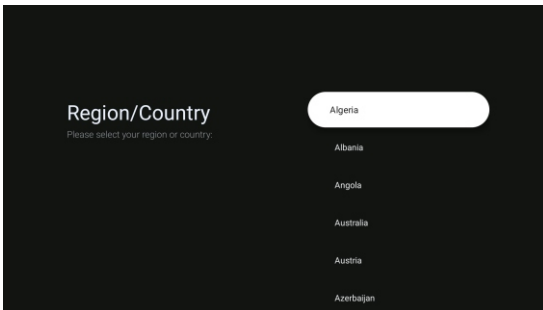 Region/Country
Please select your region or country:
Algeria
Albania
Angola
Australia
Austria
Azerbaijan